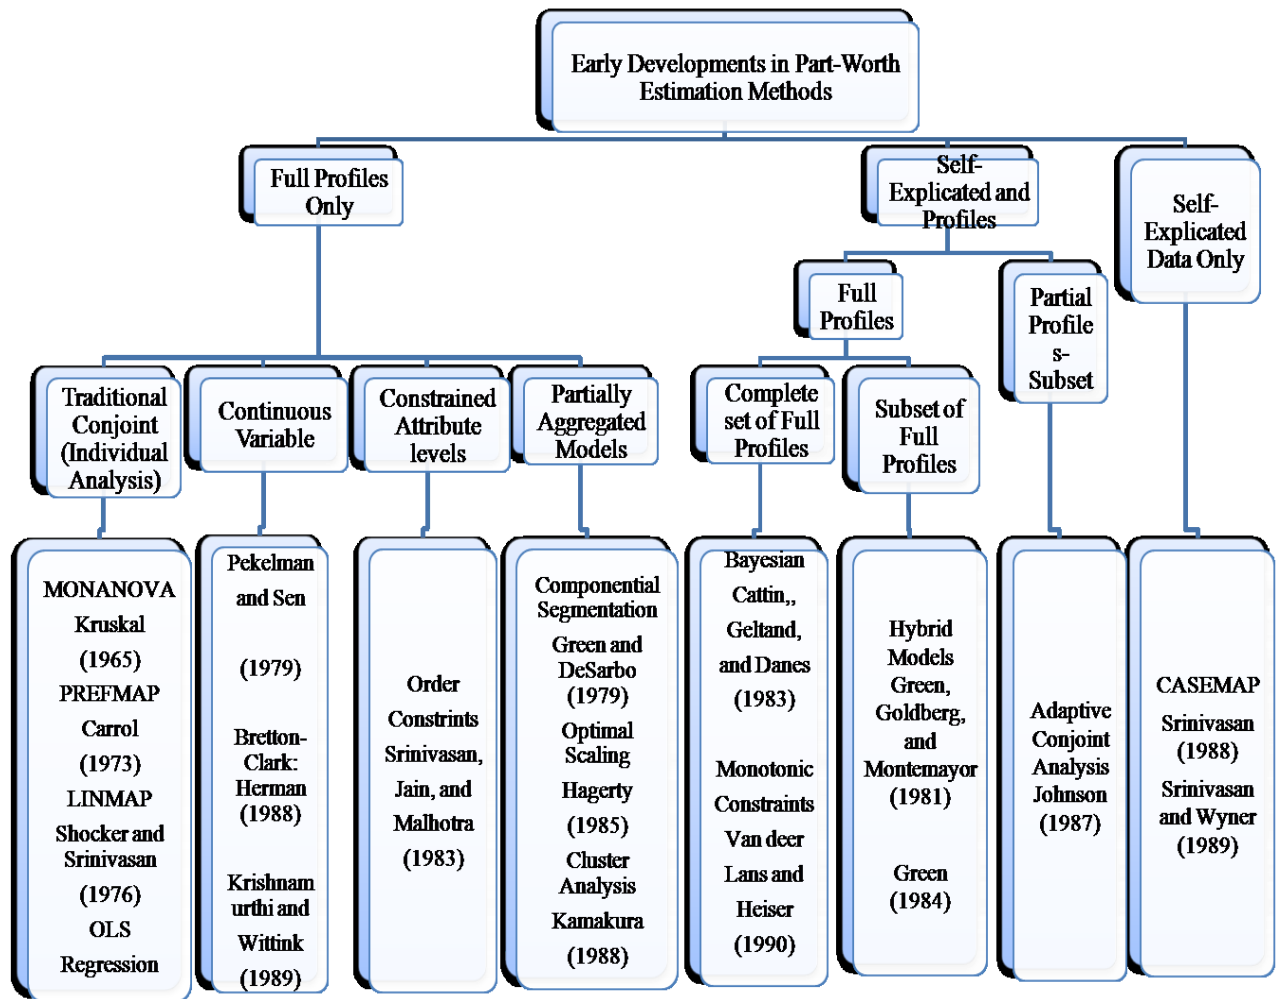 Early Developments in Part-Worth
Estimation Methods
Full Profiles
Only
Self-
Explicated and
Profiles
Self-
Explicated
Data Only
Full
Profiles
Partial
Profile
s-
Subset
Traditional
Conjoint
(Individual
Analysis)
Continuous
Variable
Constrained
Attribute
levels
Partially
Aggregated
Models
Complete
set of Full
Profiles
Subset of
Full
Profiles
MONANOVA
Kruskal
(1965)
PREFMAP
Carrol
(1973)
LINMAP
Shocker and
Srinivasan
(1976)
OLS
Regression
Pekelman
and Sen
(1979)
Bretton-
Clark:
Herman
(1988)
Krishnam
urthi and
Wittink
(1989)
Order
Constrints
Srinivasan,
Jain, and
Malhotra
(1983)
Componential
Segmentation
Green and
DeSarbo
(1979)
Optimal
Scaling
Hagerty
(1985)
Cluster
Analysis
Kamakura
(1988)
Bayesian
Cattin,,
Geltand,
and Danes
(1983)
Monotonic
Constraints
Van deer
Lans and
Heiser
(1990)
Hybrid
Models
Green,
Goldberg,
and
Montemayor
(1981)
Green
(1984)
Adaptive
Conjoint
Analysis
Johnson
(1987)
CASEMAP
Srinivasan
(1988)
Srinivasan
and Wyner
(1989)